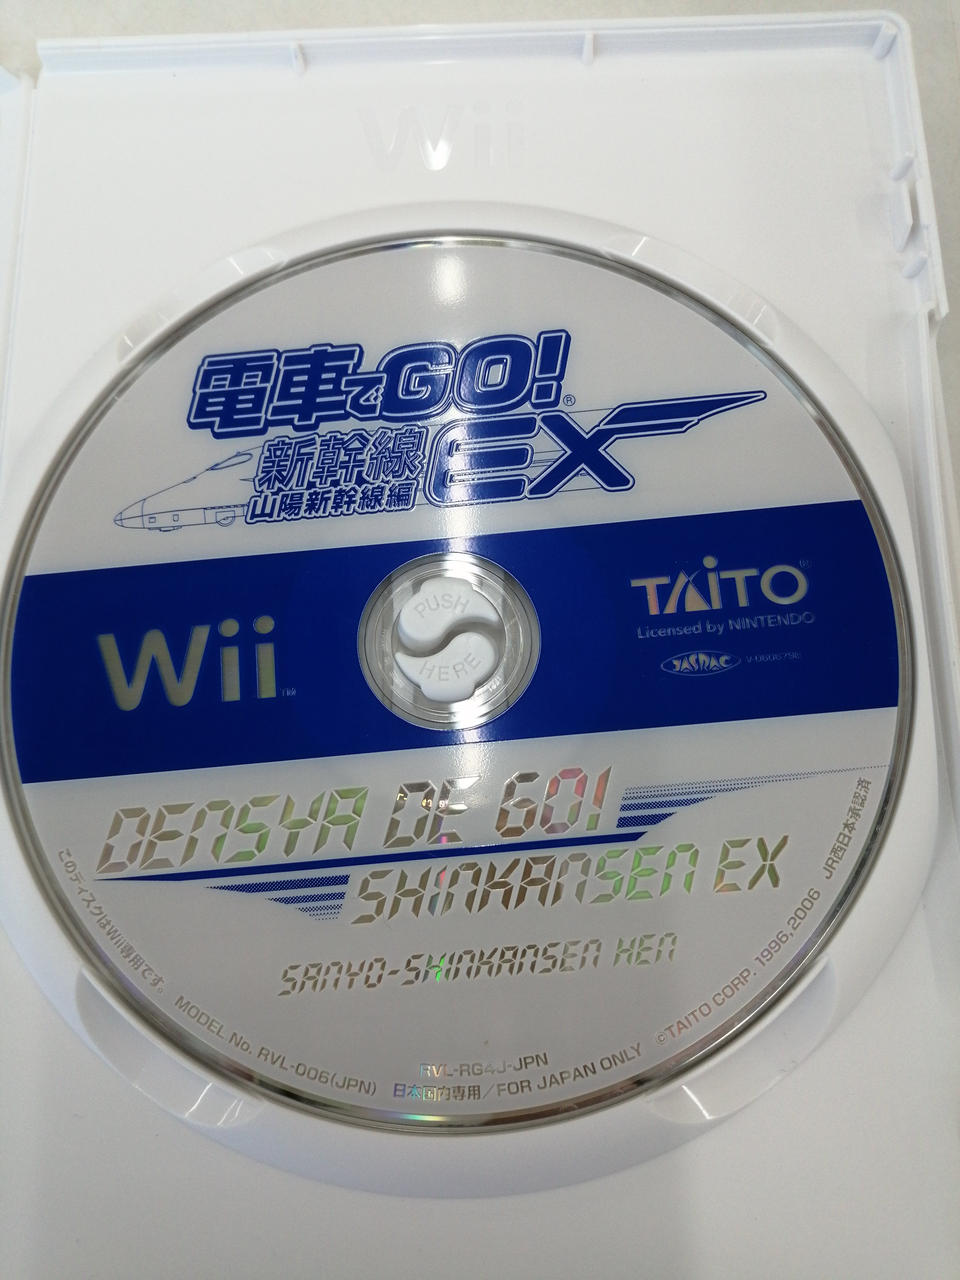 Wii
電車でGO!®
新幹線EX
山陽新幹線編
TAITO®
Licensed by NINTENDO
JASRAC
Wii™
PUSH
HERE
DENSYA DE GO!
SHINKANSEN EX
SANYO-SHINKANSEN HEN
このディスクはWii専用です。
MODEL No. RVL-006(JPN)
RVL-RG4J-JPN
日本国内専用/FOR JAPAN ONLY
©TAITO CORP. 1996,2006
JR西日本承認済